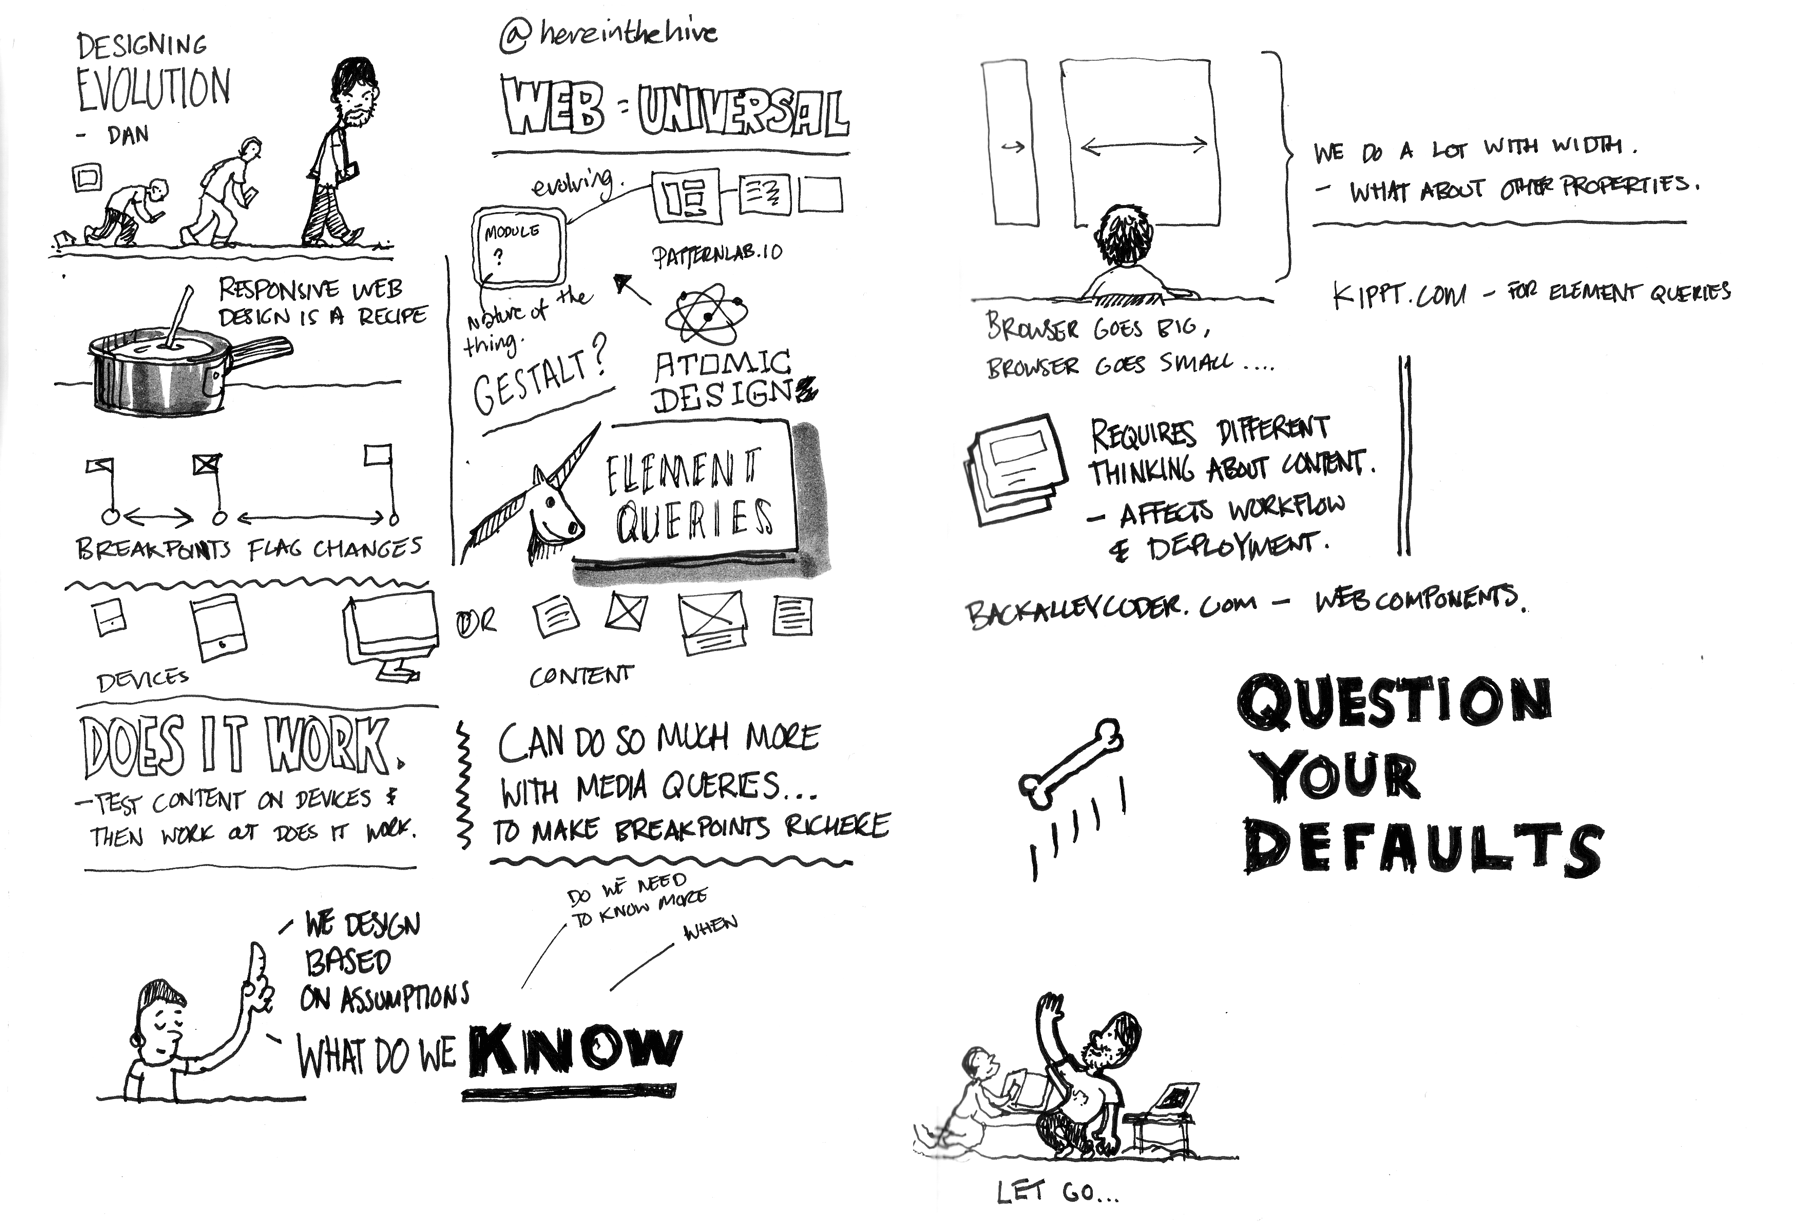 DESIGNING
EVOLUTION
- DAN
RESPONSIVE WEB
DESIGN IS A RECIPE
BREAKPOINTS FLAG CHANGES
DEVICES
OR
CONTENT
DOES IT WORK.
- TEST CONTENT ON DEVICES &
THEN WORK OUT DOES IT WORK.
- WE DESIGN
BASED
ON ASSUMPTIONS
- WHAT DO WE KNOW
DO WE NEED
TO KNOW MORE
WHEN
@hereinthehive
WEB = UNIVERSAL
evolving.
MODULE
?
PATTERNLAB.IO
nature of the
thing.
GESTALT?
ATOMIC
DESIGN
ELEMENT
QUERIES
CAN DO SO MUCH MORE
WITH MEDIA QUERIES...
TO MAKE BREAKPOINTS RICHERE
WE DO A LOT WITH WIDTH.
- WHAT ABOUT OTHER PROPERTIES.
BROWSER GOES BIG,
BROWSER GOES SMALL....
KIPPT.COM - FOR ELEMENT QUERIES
REQUIRES DIFFERENT
THINKING ABOUT CONTENT.
- AFFECTS WORKFLOW
& DEPLOYMENT.
BACKALLEYCODER.COM - WEBCOMPONENTS.
QUESTION
YOUR
DEFAULTS
LET GO...